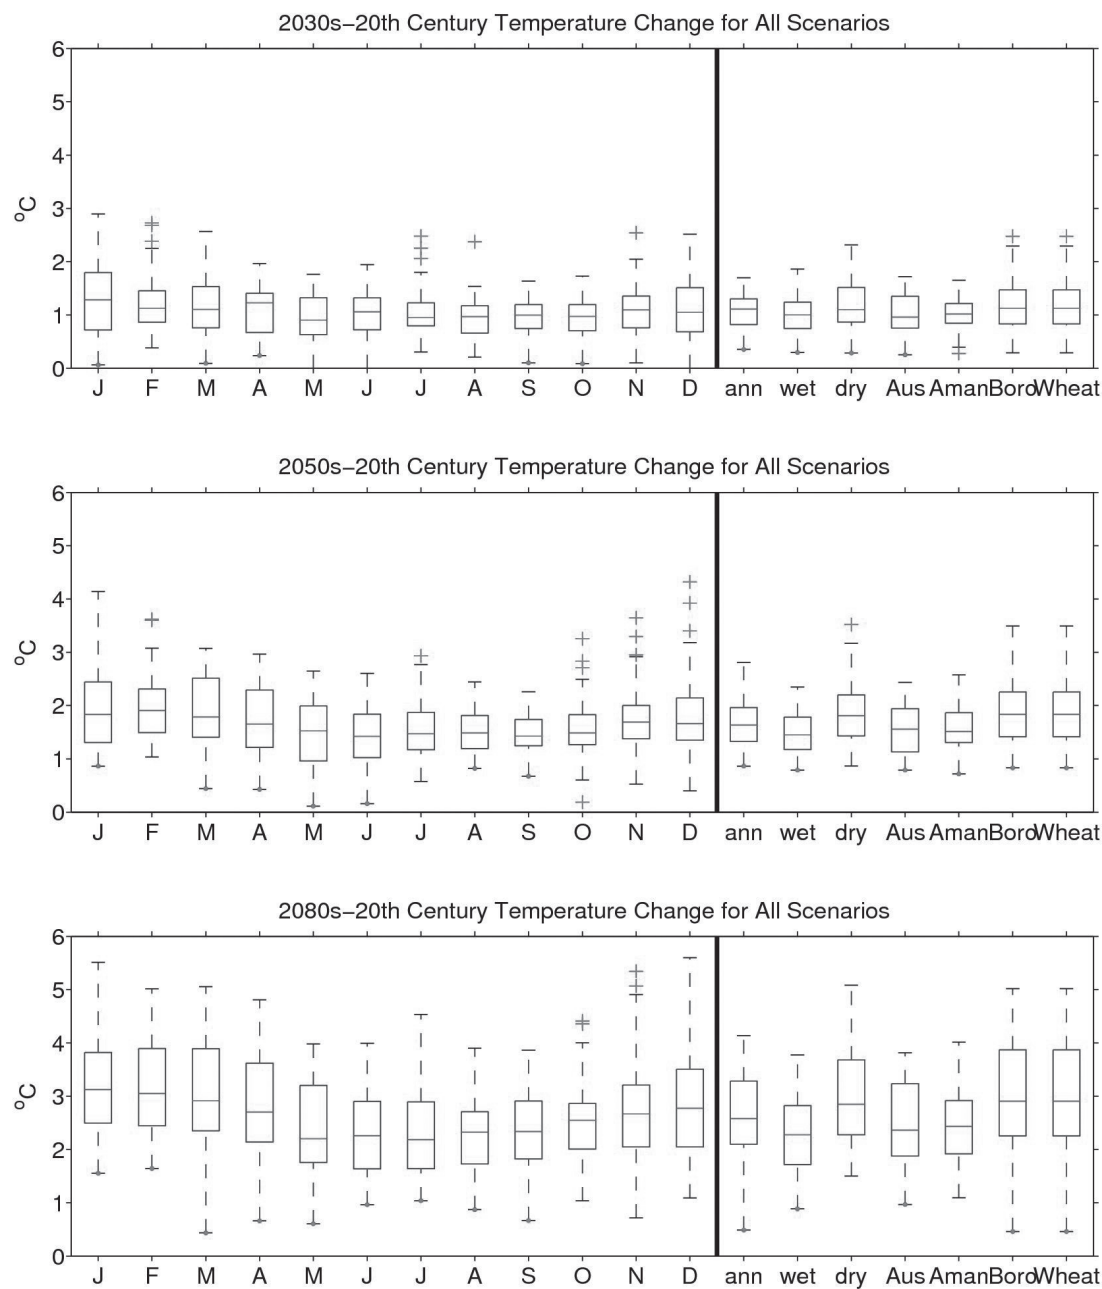 2030s−20th Century Temperature Change for All Scenarios
6
5
4
3
2
1
0
°C
J F M A M J J A S O N D ann wet dry Aus Aman Boro Wheat
2050s−20th Century Temperature Change for All Scenarios
6
5
4
3
2
1
0
°C
J F M A M J J A S O N D ann wet dry Aus Aman Boro Wheat
2080s−20th Century Temperature Change for All Scenarios
6
5
4
3
2
1
0
°C
J F M A M J J A S O N D ann wet dry Aus Aman Boro Wheat